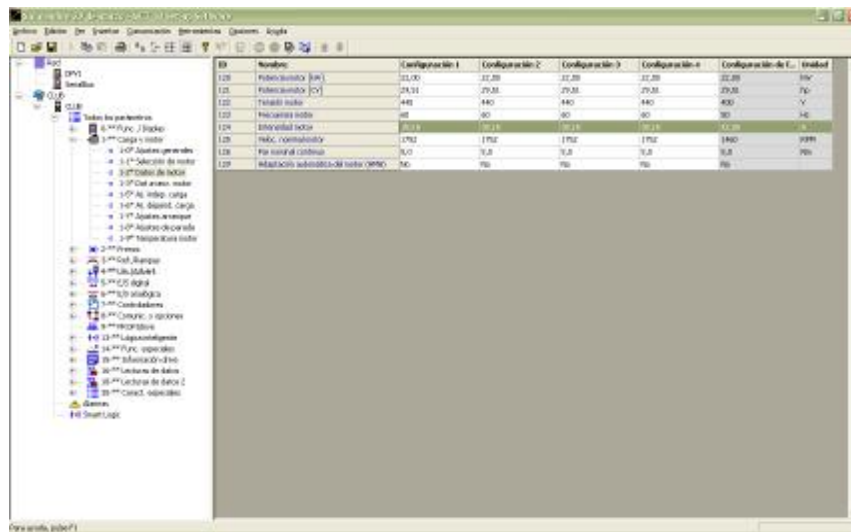 Archivo Edición Ver Insertar Comunicación Herramientas Opciones Ayuda
Red
DPV1
SerialBus
CLUB
CLUB
Todos los parámetros
0-** Func. / Display
1-** Carga y motor
1-0* Ajustes generales
1-1* Selección de motor
1-2* Datos de motor
1-3* Dat avanz. motor
1-5* Aj. indep. carga
1-6* Aj. depend. carga
1-7* Ajustes arranque
1-8* Ajustes de parada
1-9* Temperatura motor
2-** Frenos
3-** Ref./Rampas
4-** Lím./Advert.
5-** E/S digital
6-** E/S analógica
7-** Controladores
8-** Comunic. y opciones
9-** PROFIdrive
13-** Lógica inteligente
14-** Func. especiales
15-** Información drive
16-** Lecturas de datos
18-** Lecturas de datos 2
Alarmas
Smart Logic
ID Nombre Configuración 1 Configuración 2 Configuración 3 Configuración 4 Configuración de f... Unidad
120 Potencia motor [kW] 22,00 22,00 22,00 22,00 22,00 kW
121 Potencia motor [CV] 29,51 29,51 29,51 29,51 29,51 hp
122 Tensión motor 440 440 440 440 400 V
123 Frecuencia motor 60 60 60 60 50 Hz
124 Intensidad motor A
125 Veloc. nominal motor 1752 1752 1752 1752 1460 RPM
126 Par nominal continuo 0,0 0,0 0,0 0,0 0,0 Nm
129 Adaptación automática del motor (AMA) No No No No No
Para ayuda, pulse F1